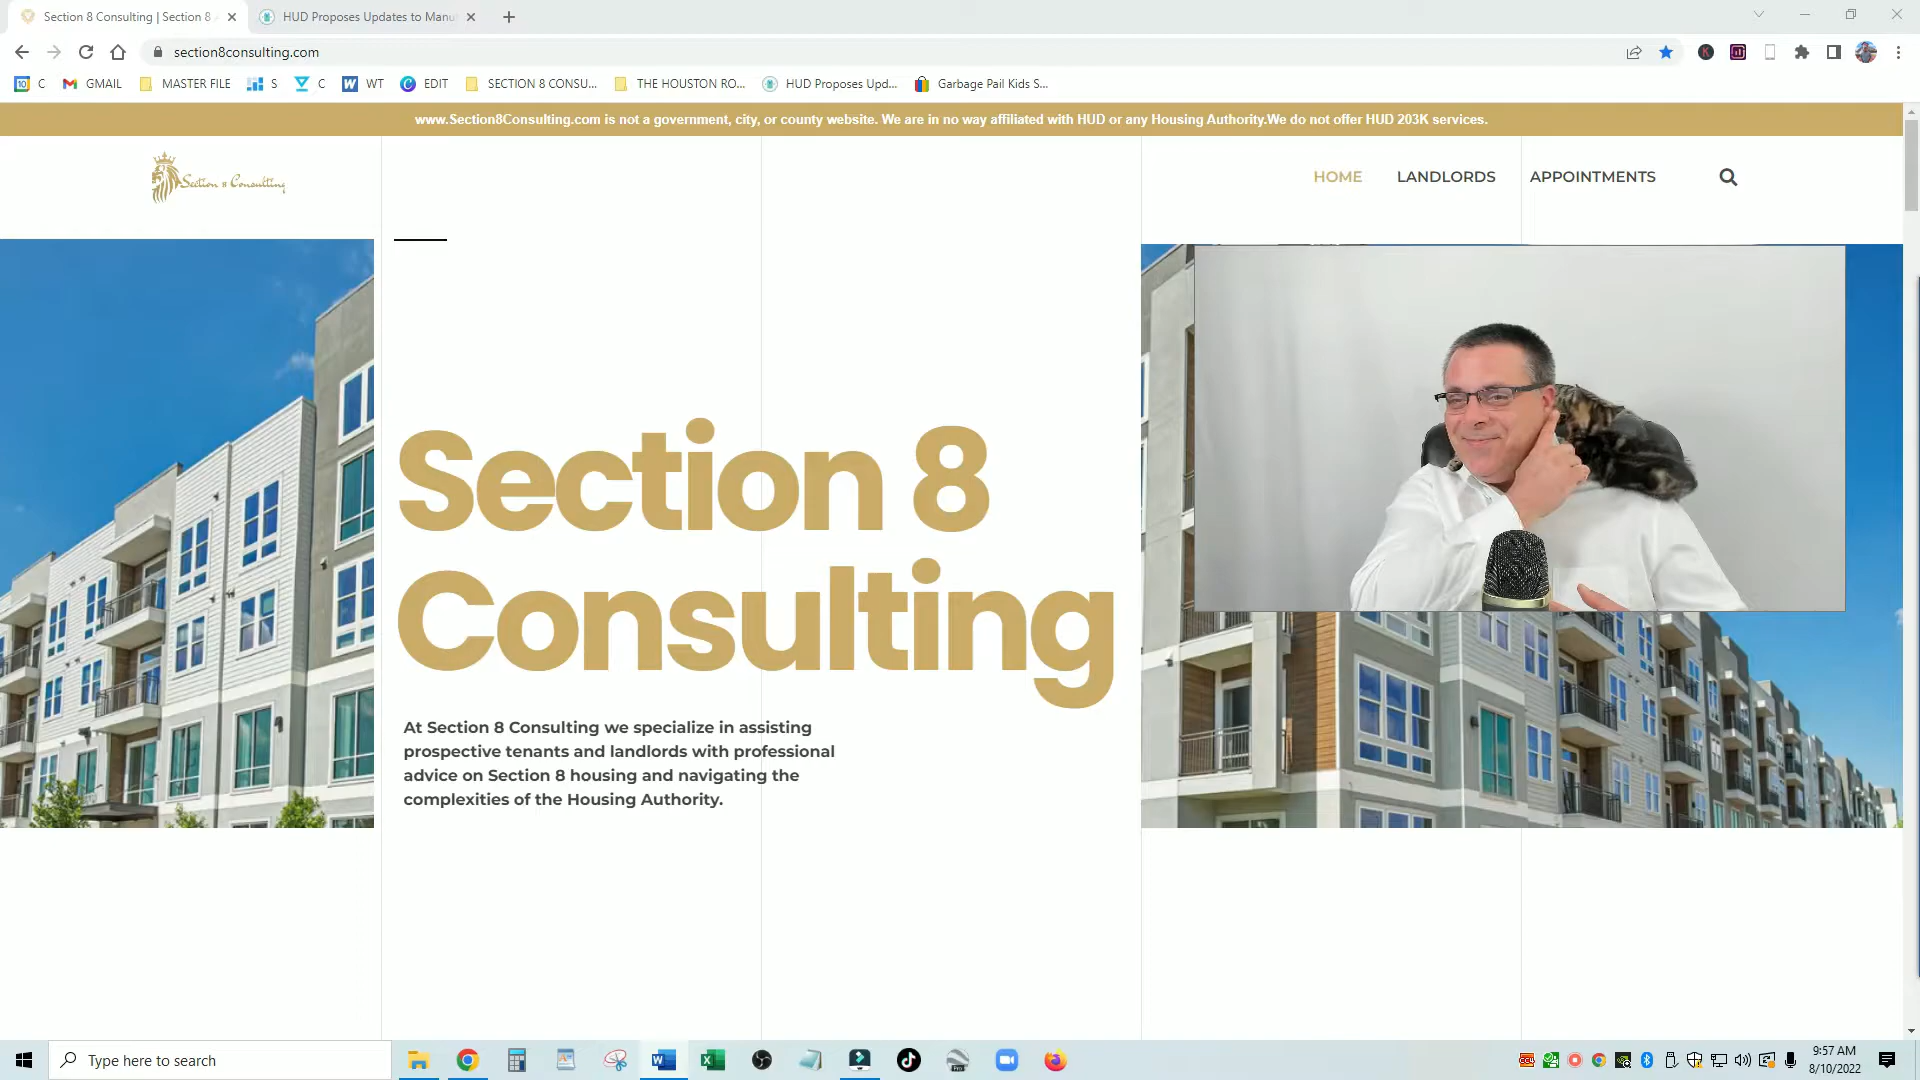 Section 8 Consulting | Section 8
HUD Proposes Updates to Manu
section8consulting.com
C
GMAIL
MASTER FILE
S
C
WT
EDIT
SECTION 8 CONSU...
THE HOUSTON RO...
HUD Proposes Upd...
Garbage Pail Kids S...
www.Section8Consulting.com is not a government, city, or county website. We are in no way affiliated with HUD or any Housing Authority.We do not offer HUD 203K services.
Section 8 Consulting
HOME
LANDLORDS
APPOINTMENTS
Section 8
Consulting
At Section 8 Consulting we specialize in assisting
prospective tenants and landlords with professional
advice on Section 8 housing and navigating the
complexities of the Housing Authority.
Type here to search
9:57 AM
8/10/2022